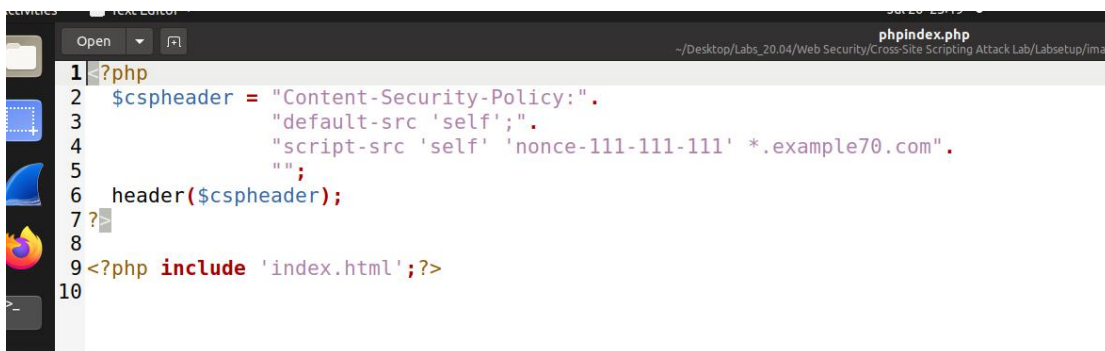 Open
phpindex.php
~/Desktop/Labs_20.04/Web Security/Cross-Site Scripting Attack Lab/Labsetup/ima
1 <?php
2   $cspheader = "Content-Security-Policy:".
3                "default-src 'self';".
4                "script-src 'self' 'nonce-111-111-111' *.example70.com".
5                "";
6   header($cspheader);
7 ?>
8
9 <?php include 'index.html';?>
10
>_